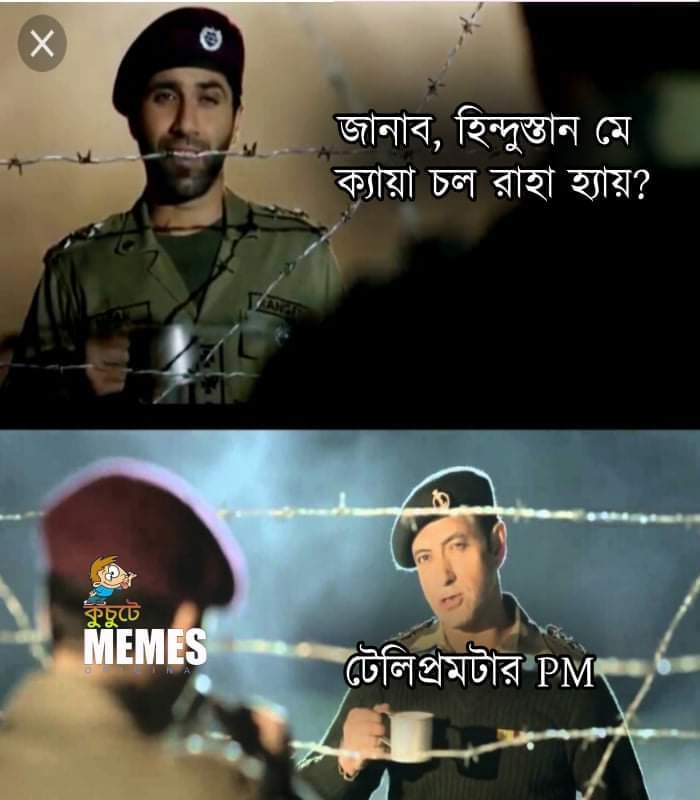 জানাব, হিন্দুস্তান মে
ক্যায়া চল রাহা হ্যায়?
কুচুটে
MEMES
টেলিপ্রমটার PM